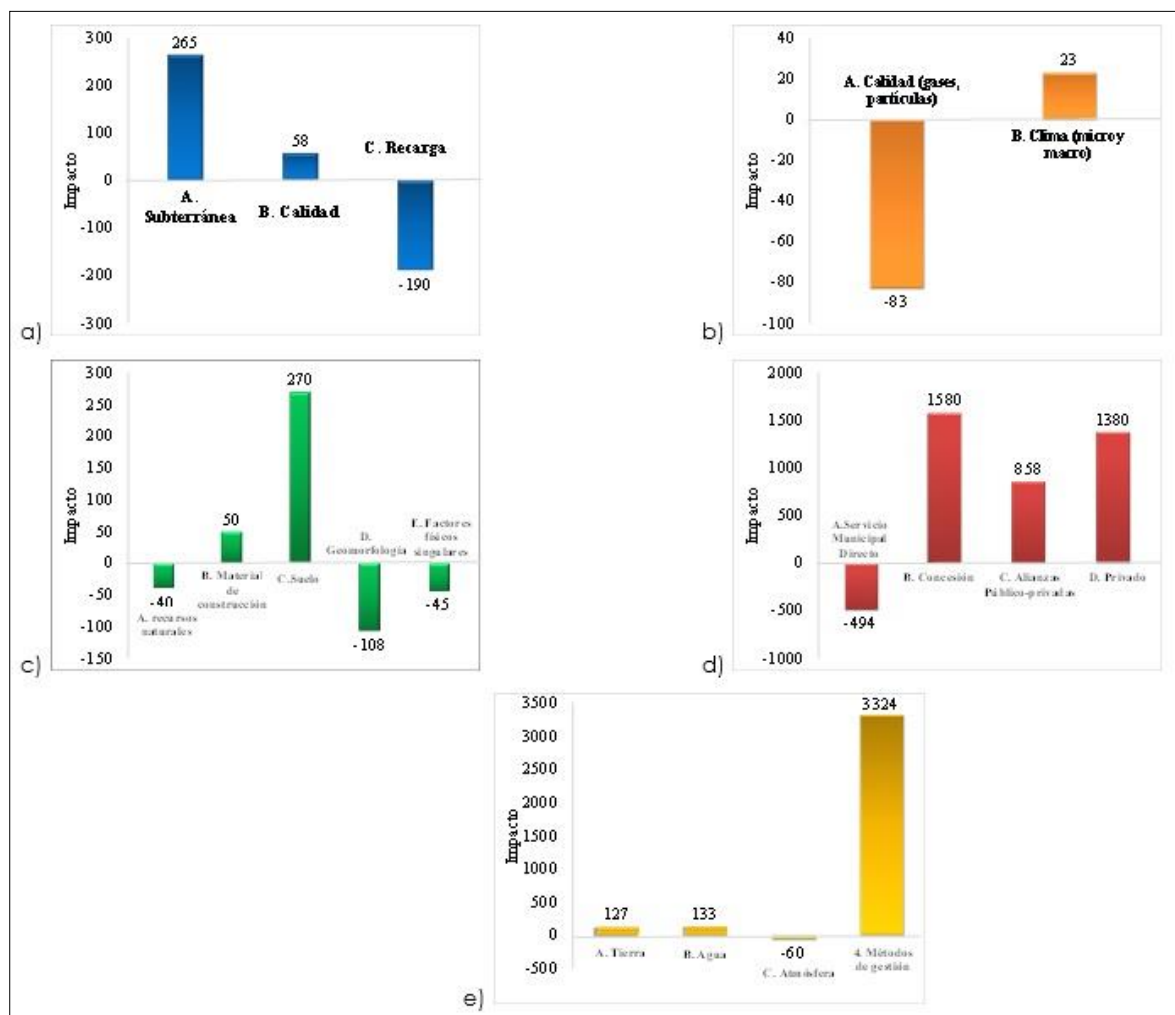 300
200
100
0
-100
-200
-300
Impacto
265
58
-190
A.
Subterránea
B. Calidad
C. Recarga
a)
40
20
0
-20
-40
-60
-80
-100
Impacto
A. Calidad (gases,
partículas)
23
B. Clima (micro y
macro)
-83
b)
300
250
200
150
100
50
0
-50
-100
-150
Impacto
270
50
-40
A. recursos
naturales
B. Material
de
construcción
C. Suelo
D.
Geomorfología
-108
E. Factores
físicos
singulares
-45
c)
2000
1500
1000
500
0
-500
-1000
Impacto
1580
858
1380
A.Servicio
Municipal
Directo
-494
B. Concesión
C. Alianzas
Público-privadas
D. Privado
d)
3500
3500
3000
2500
2000
1500
1000
500
0
-500
Impacto
3324
127
133
-60
A. Tierra
B. Agua
C. Atmósfera
4. Métodos
de gestión
e)